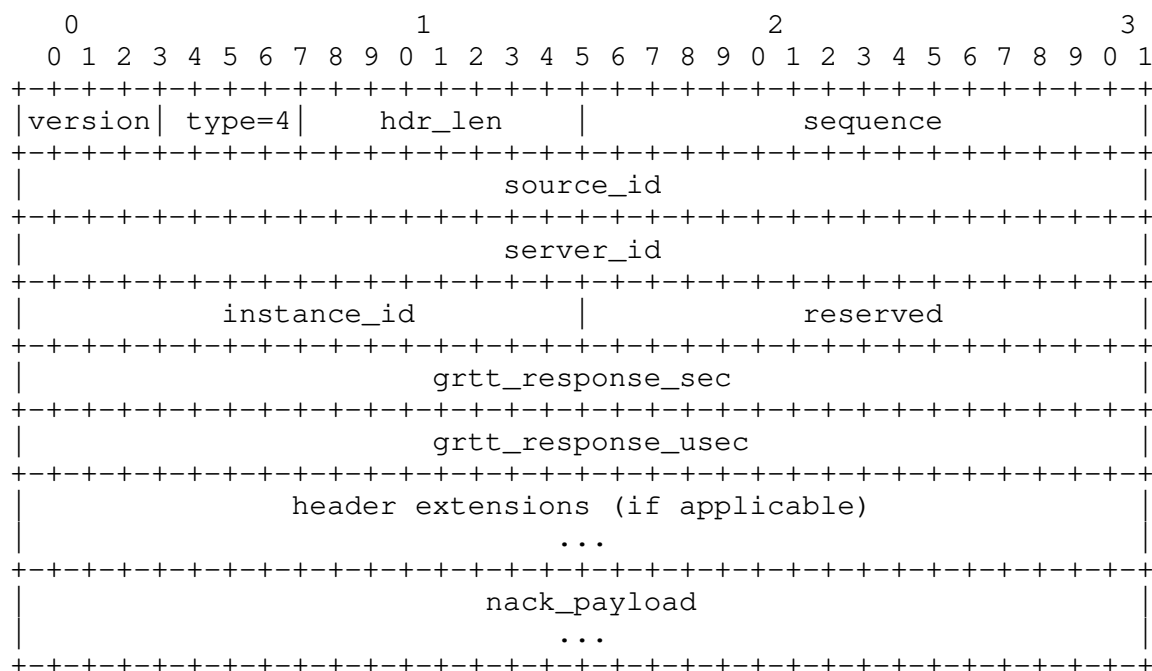 0                   1                   2                   3
    0 1 2 3 4 5 6 7 8 9 0 1 2 3 4 5 6 7 8 9 0 1 2 3 4 5 6 7 8 9 0 1
   +-+-+-+-+-+-+-+-+-+-+-+-+-+-+-+-+-+-+-+-+-+-+-+-+-+-+-+-+-+-+-+-+
   |version| type=4|    hdr_len    |            sequence           |
   +-+-+-+-+-+-+-+-+-+-+-+-+-+-+-+-+-+-+-+-+-+-+-+-+-+-+-+-+-+-+-+-+
   |                           source_id                           |
   +-+-+-+-+-+-+-+-+-+-+-+-+-+-+-+-+-+-+-+-+-+-+-+-+-+-+-+-+-+-+-+-+
   |                           server_id                           |
   +-+-+-+-+-+-+-+-+-+-+-+-+-+-+-+-+-+-+-+-+-+-+-+-+-+-+-+-+-+-+-+-+
   |           instance_id         |            reserved           |
   +-+-+-+-+-+-+-+-+-+-+-+-+-+-+-+-+-+-+-+-+-+-+-+-+-+-+-+-+-+-+-+-+
   |                       grtt_response_sec                       |
   +-+-+-+-+-+-+-+-+-+-+-+-+-+-+-+-+-+-+-+-+-+-+-+-+-+-+-+-+-+-+-+-+
   |                       grtt_response_usec                      |
   +-+-+-+-+-+-+-+-+-+-+-+-+-+-+-+-+-+-+-+-+-+-+-+-+-+-+-+-+-+-+-+-+
   |               header extensions (if applicable)               |
   |                              ...                              |
   +-+-+-+-+-+-+-+-+-+-+-+-+-+-+-+-+-+-+-+-+-+-+-+-+-+-+-+-+-+-+-+-+
   |                          nack_payload                         |
   |                              ...                              |
   +-+-+-+-+-+-+-+-+-+-+-+-+-+-+-+-+-+-+-+-+-+-+-+-+-+-+-+-+-+-+-+-+